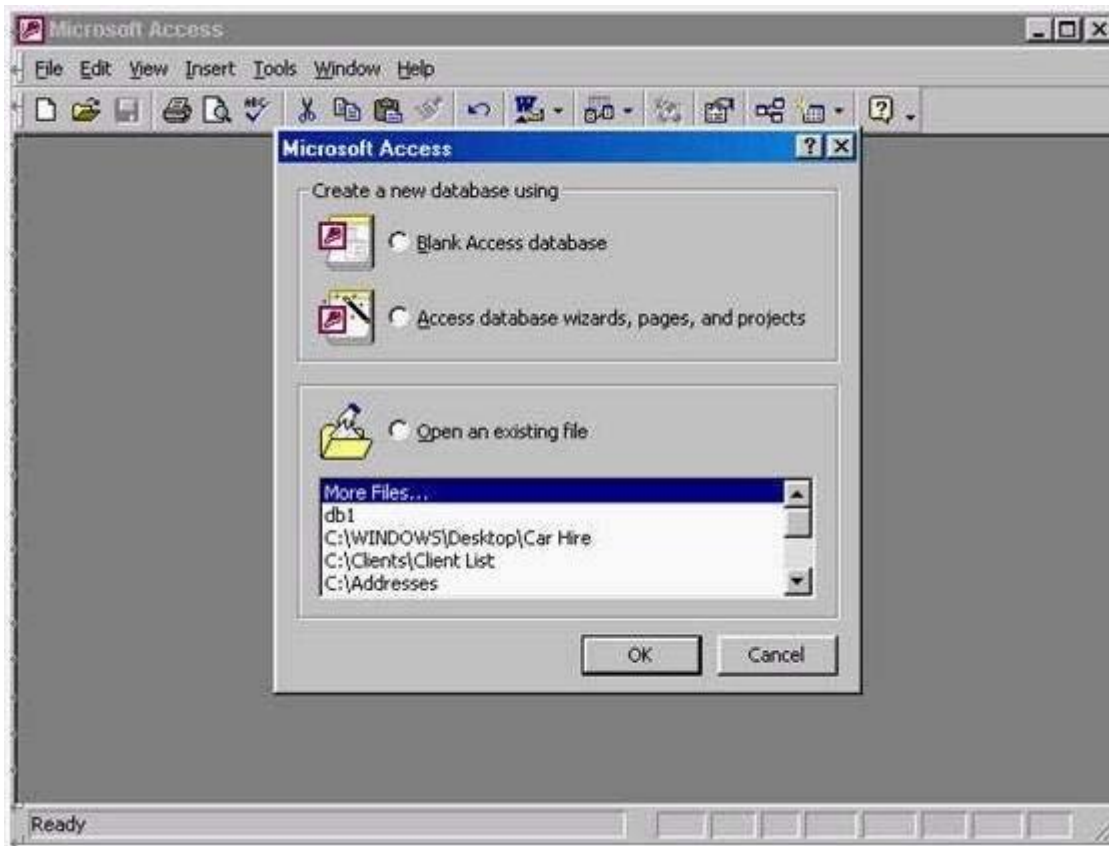 Microsoft Access
File Edit View Insert Tools Window Help
ABC
W
Microsoft Access
Create a new database using
Blank Access database
Access database wizards, pages, and projects
Open an existing file
More Files...
db1
C:\WINDOWS\Desktop\Car Hire
C:\Clients\Client List
C:\Addresses
OK Cancel
Ready